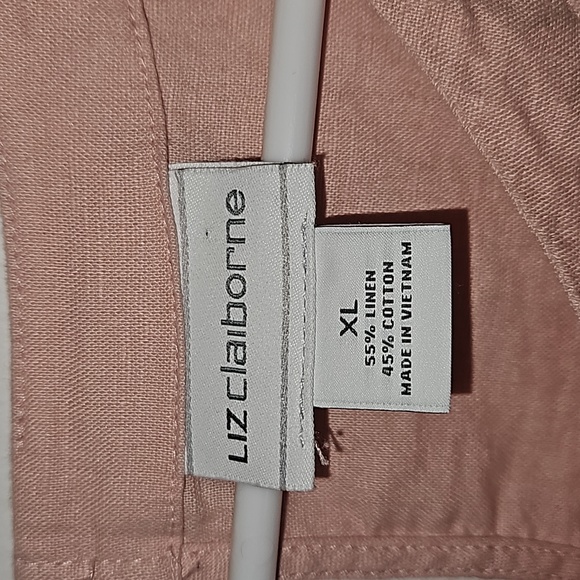 LIZ claiborne
XL
55% LINEN
45% COTTON
MADE IN VIETNAM